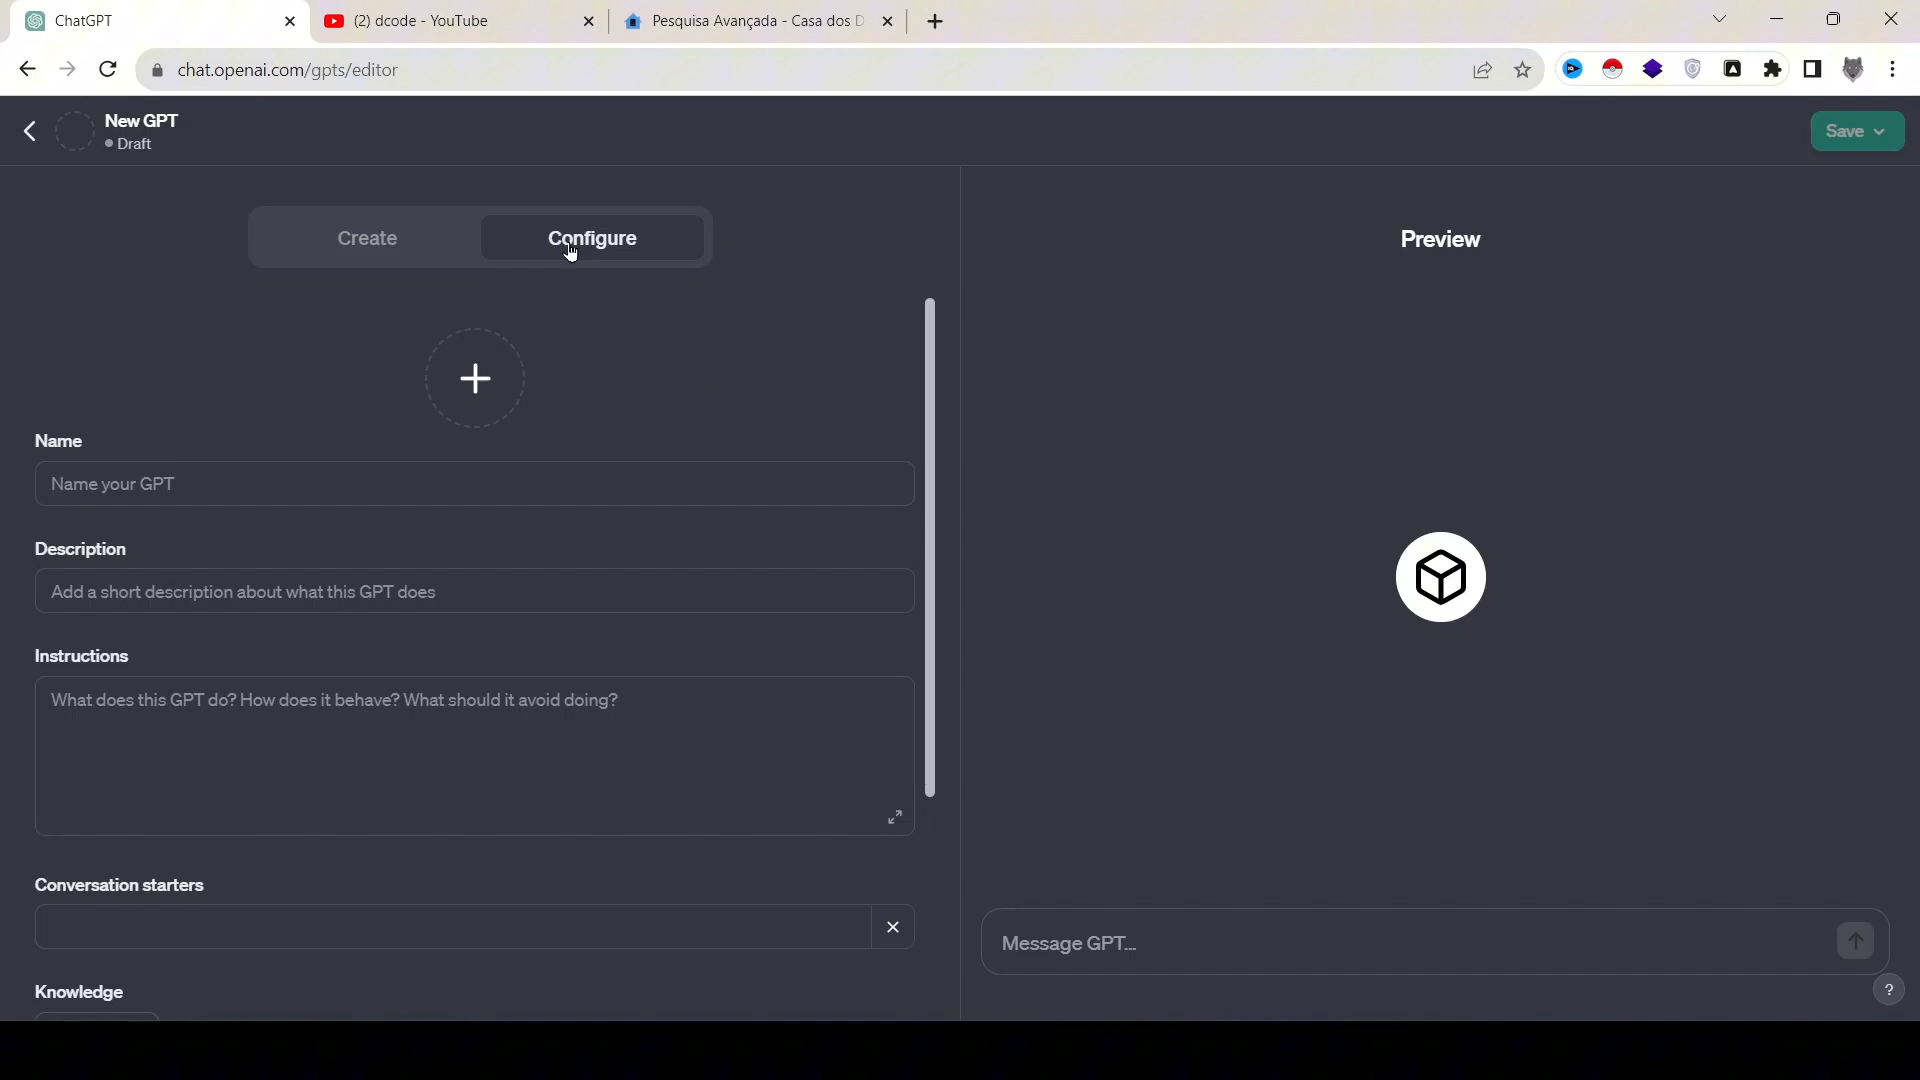 ChatGPT
(2) dcode - YouTube
Pesquisa Avançada - Casa dos D
chat.openai.com/gpts/editor
New GPT
Draft
Save
Create
Configure
Preview
Name
Name your GPT
Description
Add a short description about what this GPT does
Instructions
What does this GPT do? How does it behave? What should it avoid doing?
Conversation starters
Message GPT...
Knowledge
?